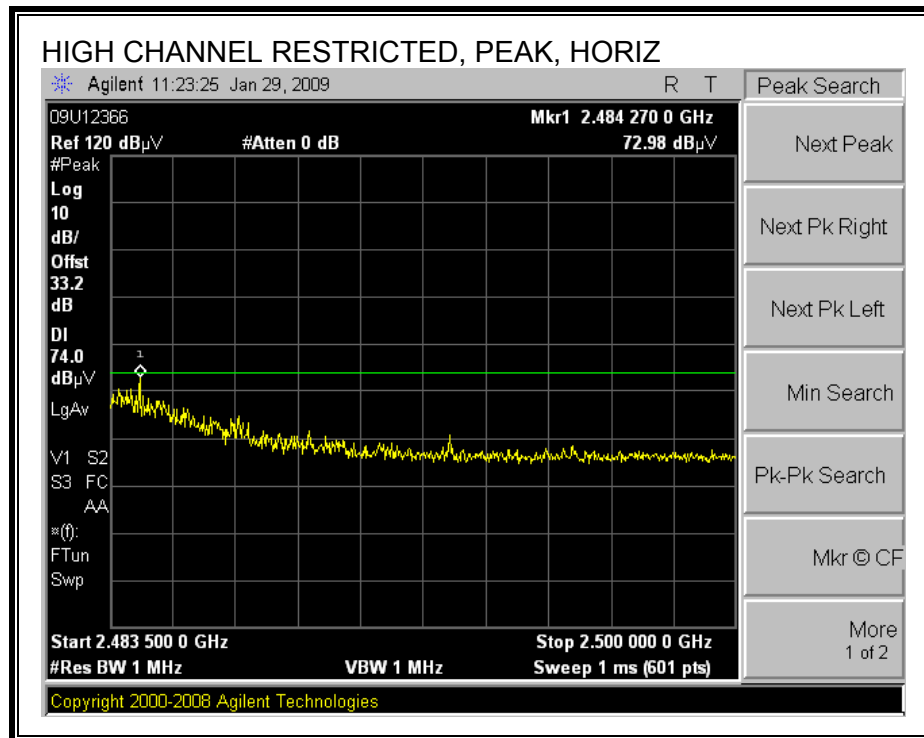 HIGH CHANNEL RESTRICTED, PEAK, HORIZ
Agilent 11:23:25 Jan 29, 2009 R T
Peak Search
09U12366 Mkr1 2.484 270 0 GHz
Ref 120 dBµV #Atten 0 dB 72.98 dBµV
#Peak
Log
10
dB/
Offst
33.2
dB
DI
74.0
dBµV
LgAv
V1 S2
S3 FC
AA
¤(f):
FTun
Swp
1
Start 2.483 500 0 GHz Stop 2.500 000 0 GHz
#Res BW 1 MHz VBW 1 MHz Sweep 1 ms (601 pts)
Copyright 2000-2008 Agilent Technologies
Next Peak
Next Pk Right
Next Pk Left
Min Search
Pk-Pk Search
Mkr © CF
More
1 of 2